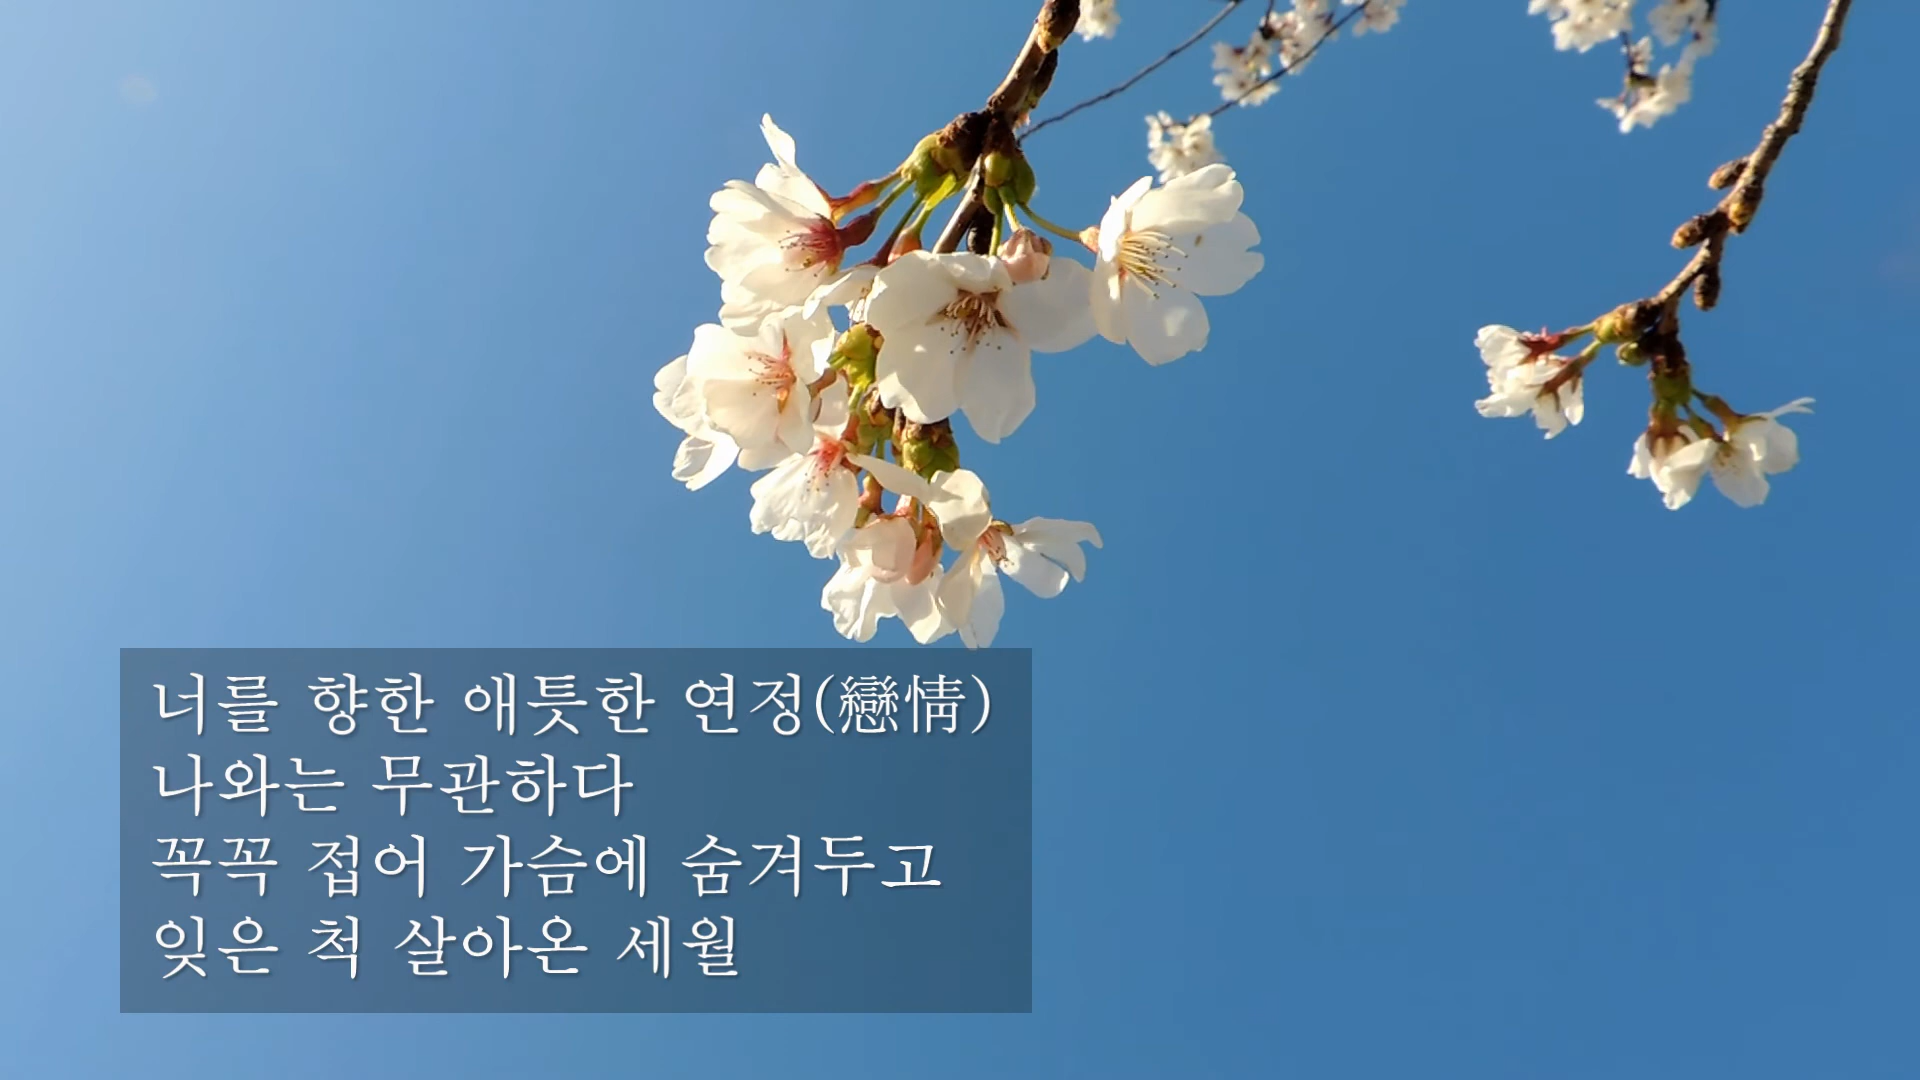 너를 향한 애틋한 연정(戀情)
나와는 무관하다
꼭꼭 접어 가슴에 숨겨두고
잊은 척 살아온 세월